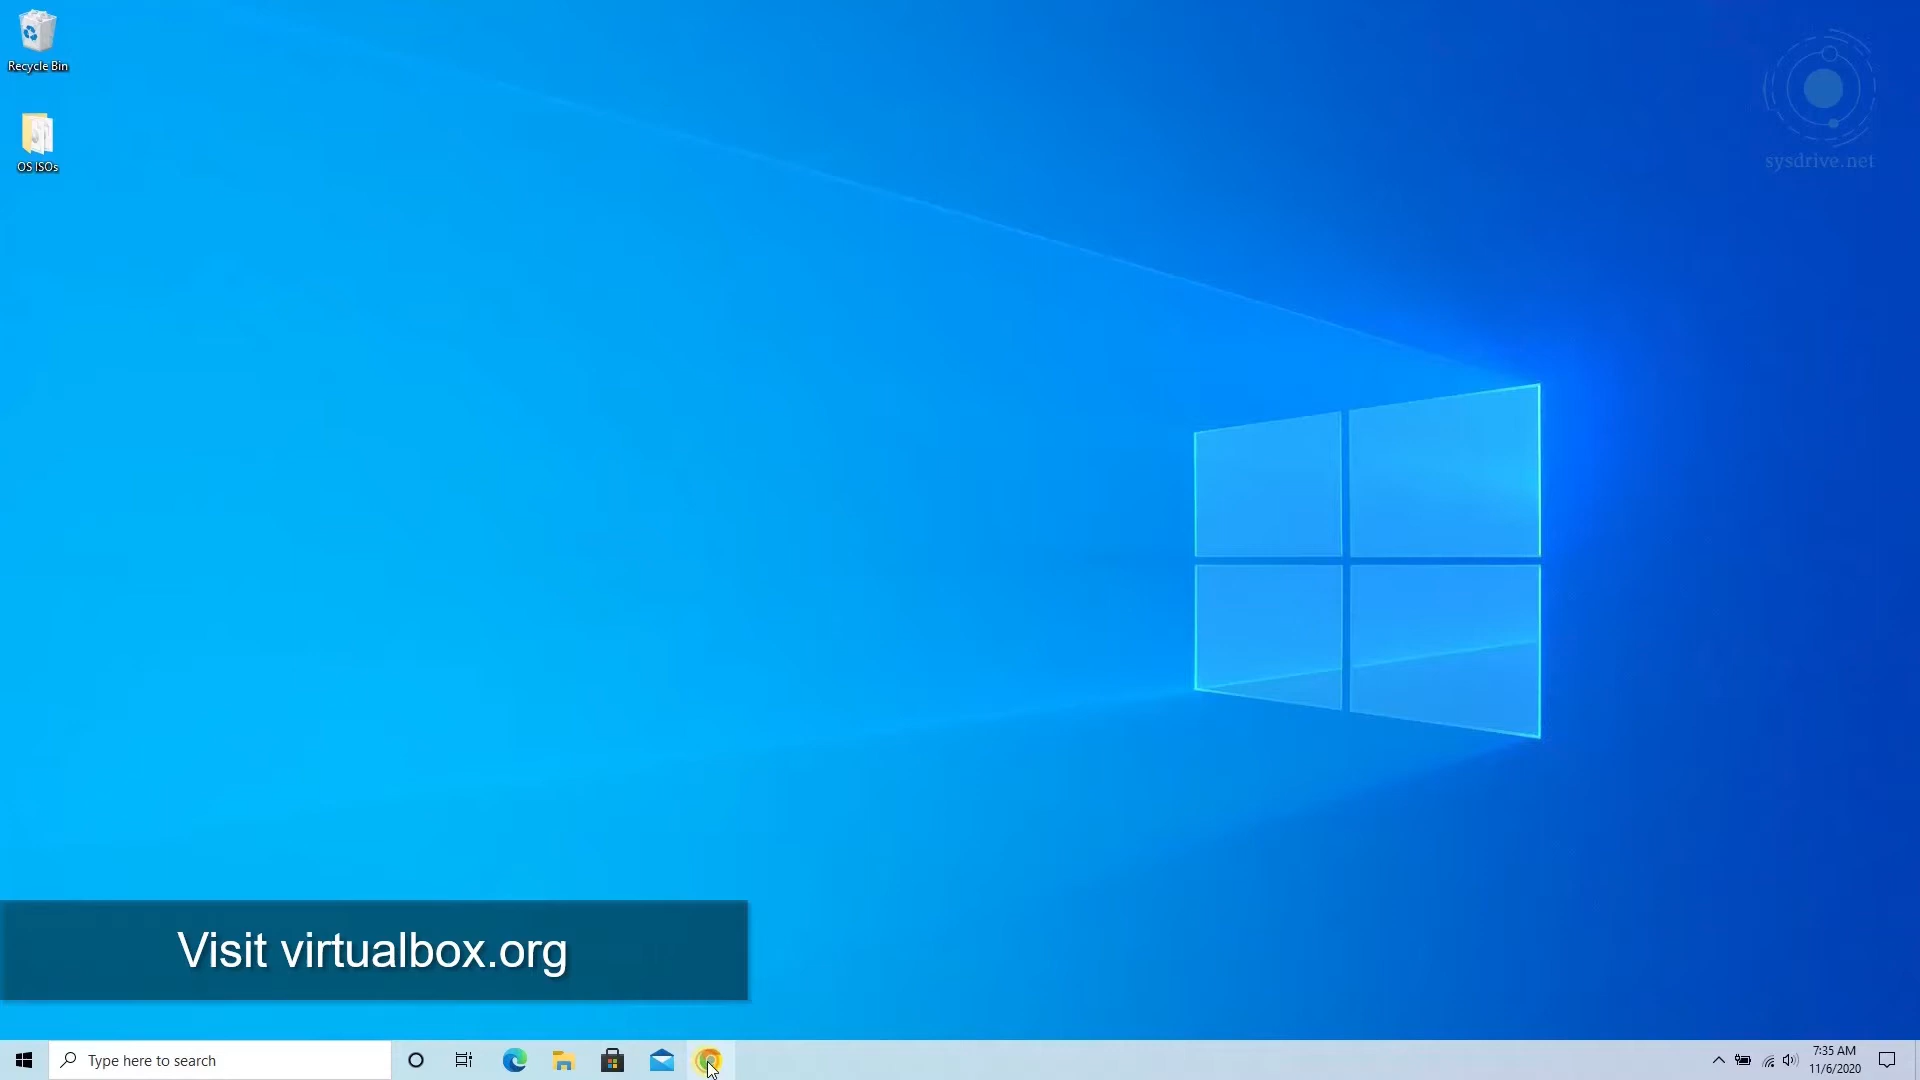 Recycle Bin
OS ISOs
sysdrive.net
Visit virtualbox.org
Type here to search
7:35 AM
11/6/2020